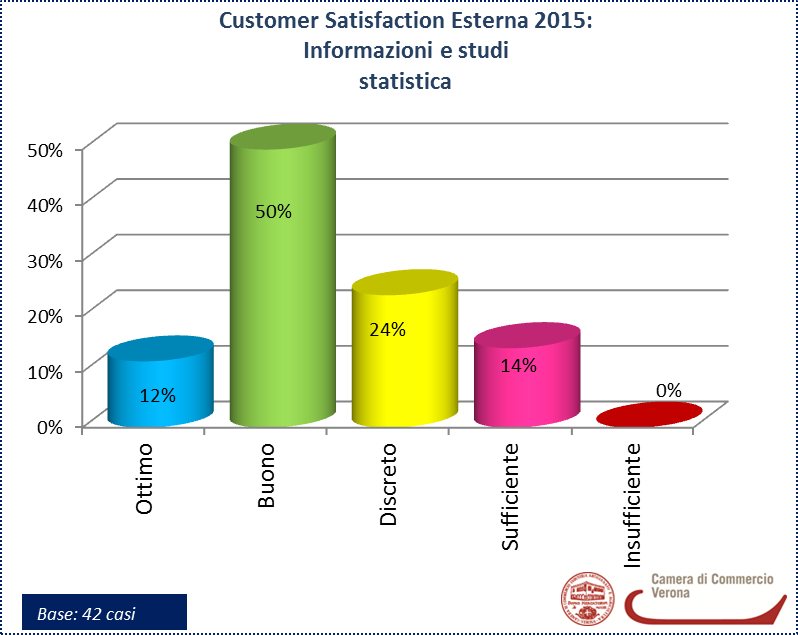 Customer Satisfaction Esterna 2015:
Informazioni e studi
statistica
50%
40%
30%
20%
10%
0%
12%
50%
24%
14%
0%
Ottimo
Buono
Discreto
Sufficiente
Insufficiente
Base: 42 casi
Camera di Commercio
Verona